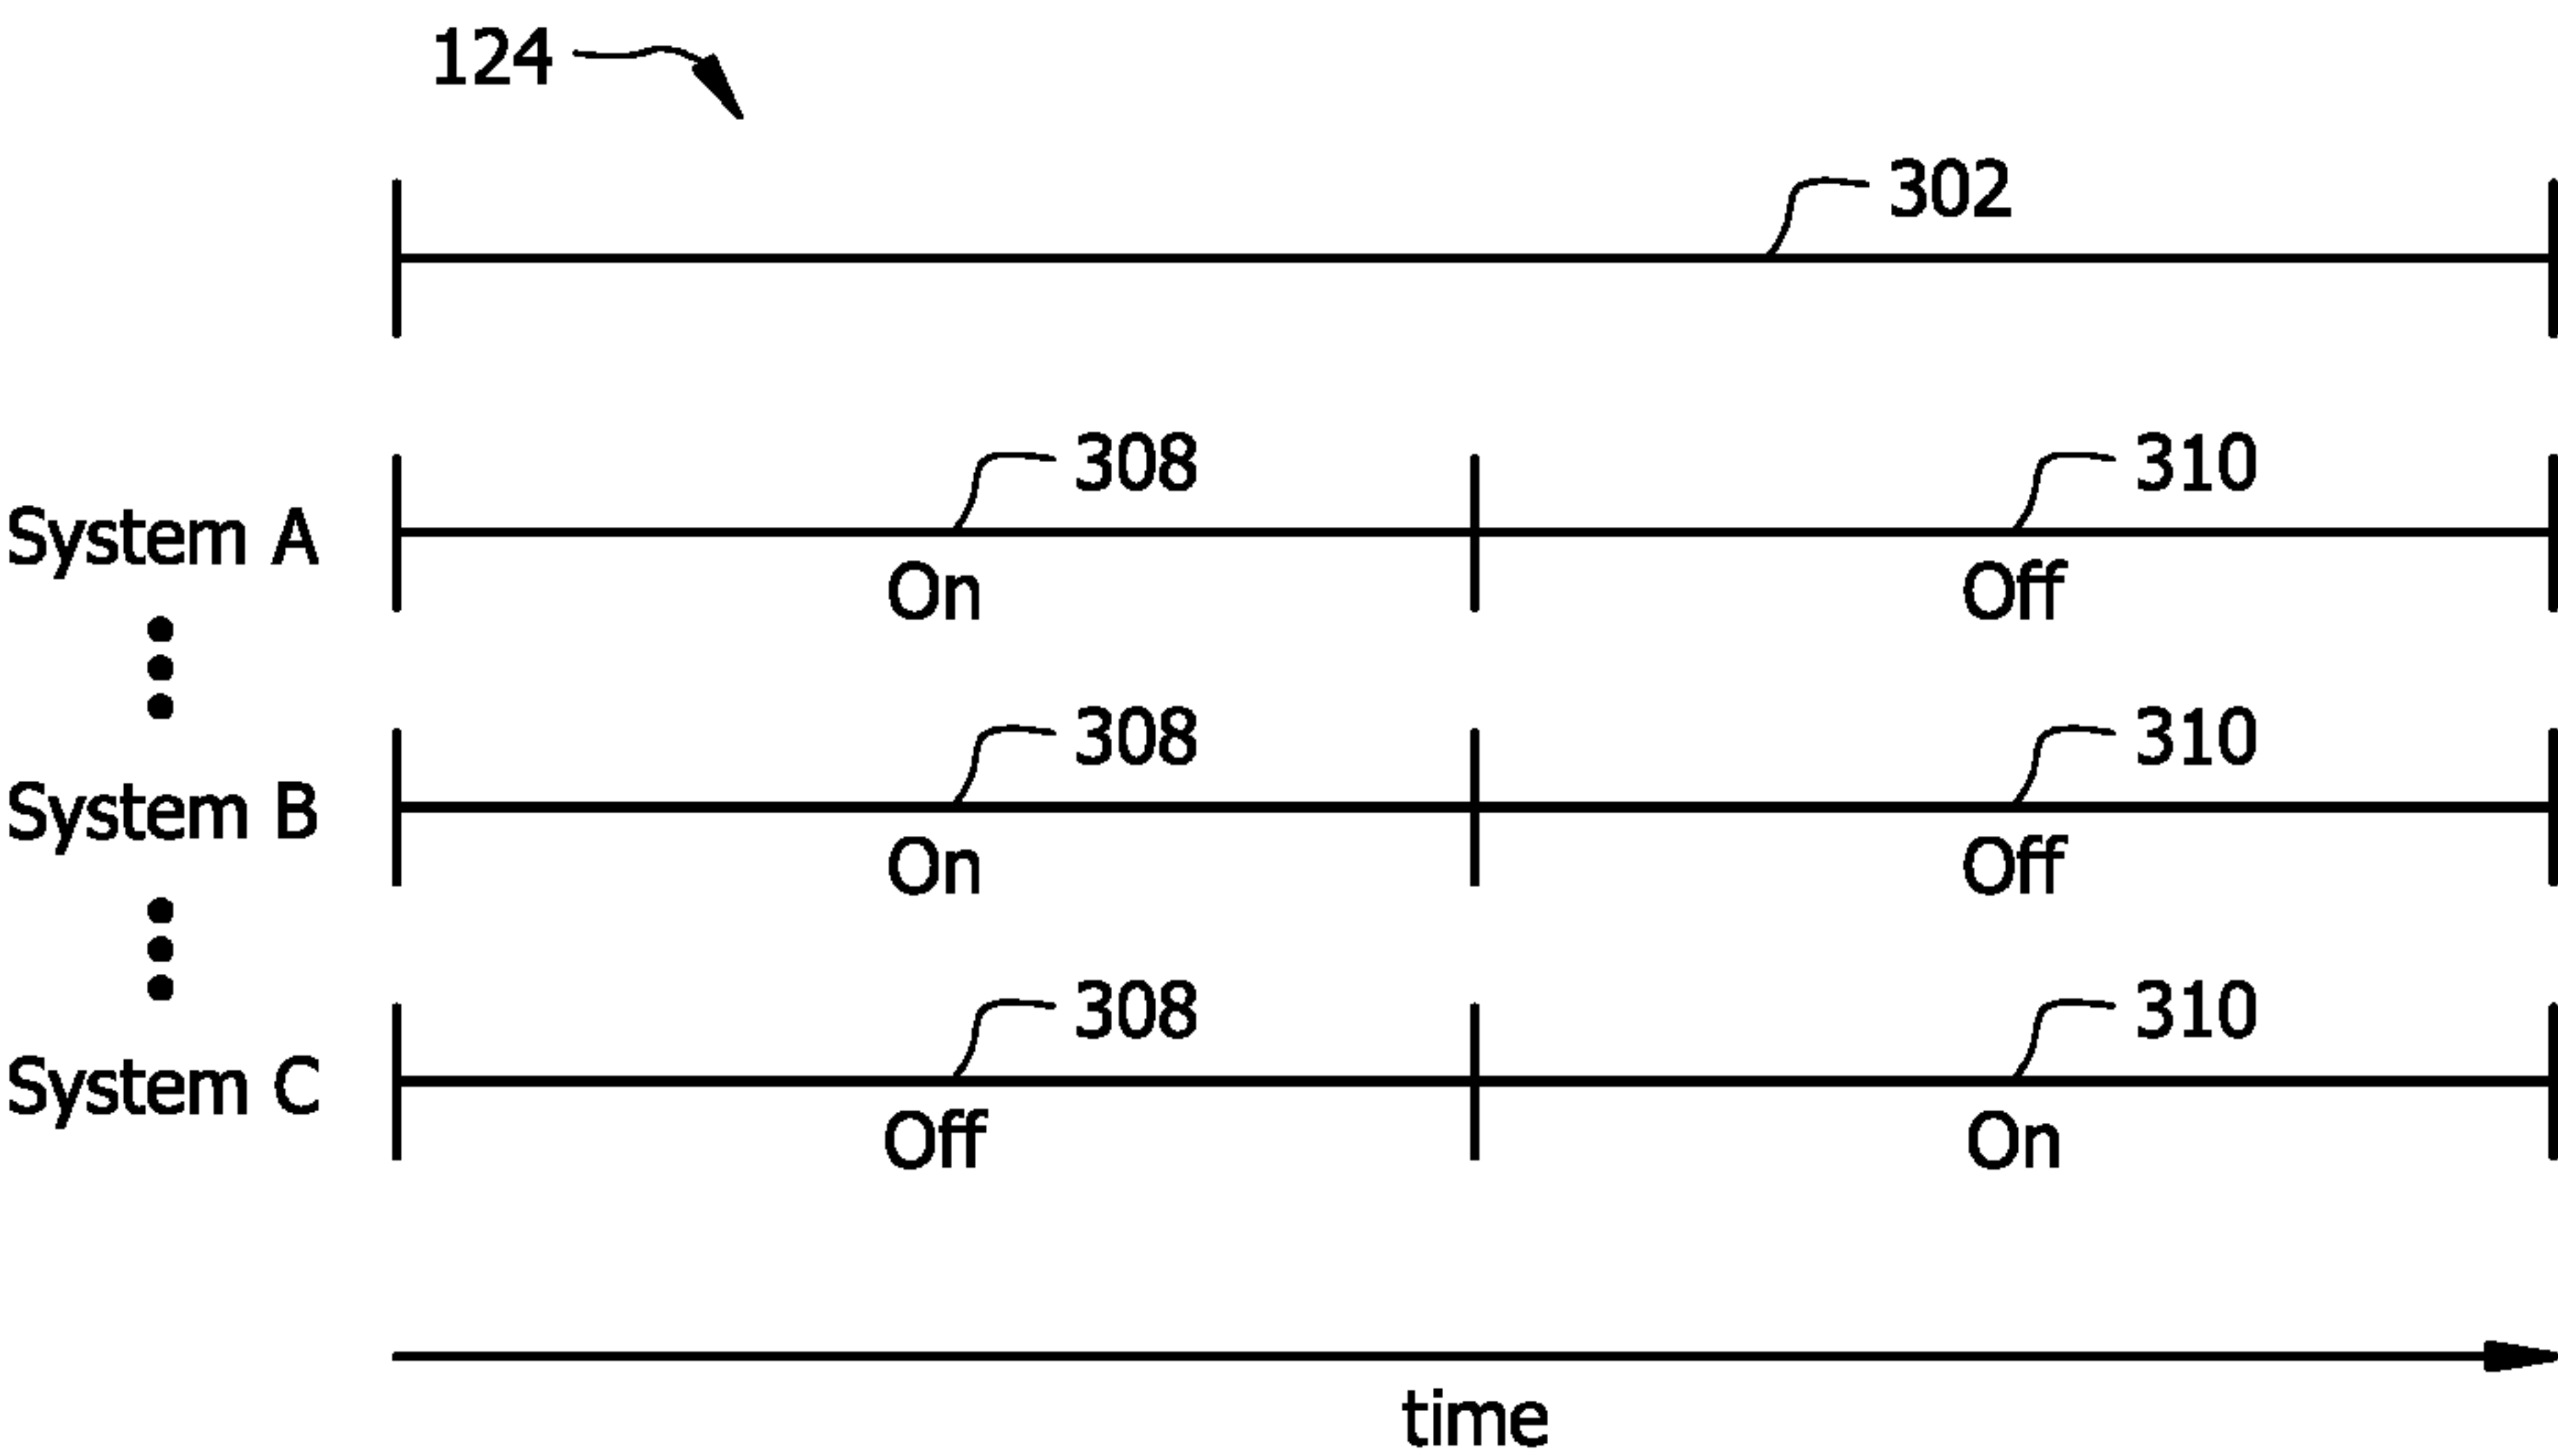 124
302
308
310
System A
On
Off
308
310
System B
On
Off
308
310
System C
Off
On
time